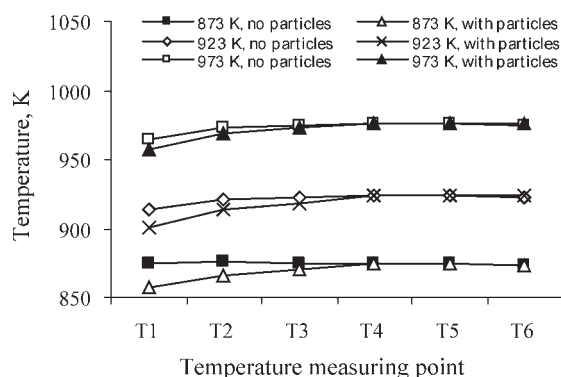 873 K, no particles
873 K, with particles
923 K, no particles
923 K, with particles
973 K, no particles
973 K, with particles
Temperature, K
1050
1000
950
900
850
T1 T2 T3 T4 T5 T6
Temperature measuring point